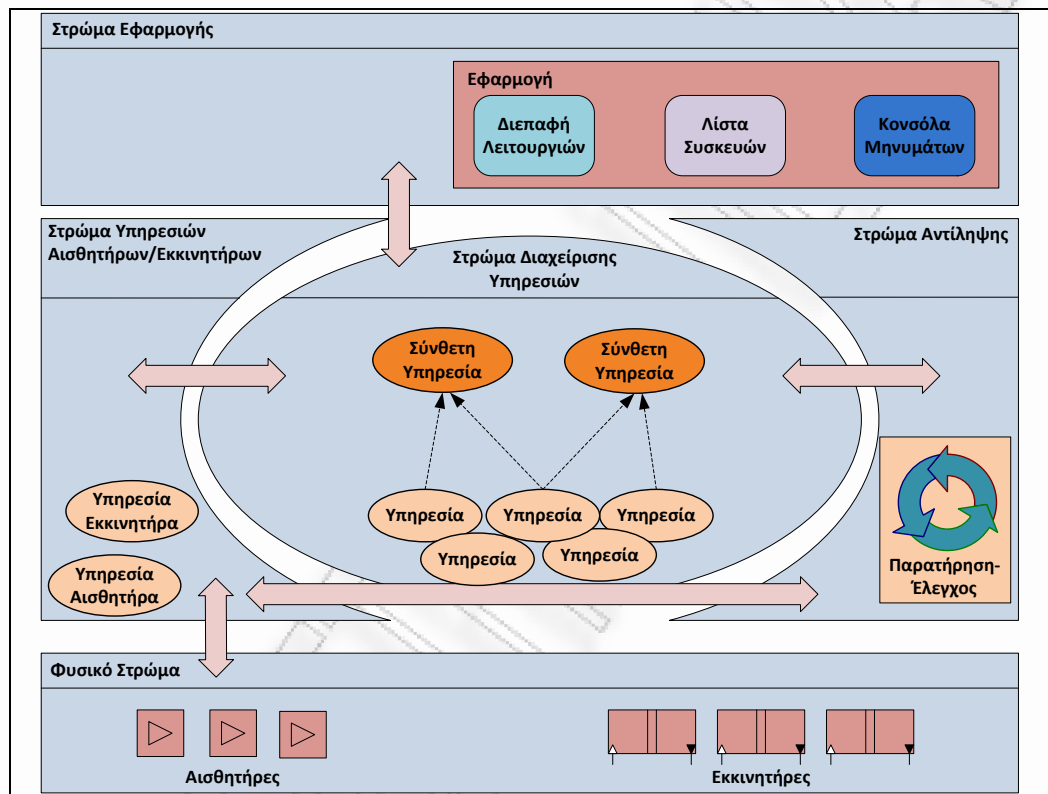 Στρώμα Εφαρμογής
Εφαρμογή
Διεπαφή
Λειτουργιών
Λίστα
Συσκευών
Κονσόλα
Μηνυμάτων
Στρώμα Υπηρεσιών
Αισθητήρων/Εκκινητήρων
Στρώμα Διαχείρισης
Υπηρεσιών
Στρώμα Αντίληψης
Σύνθετη
Υπηρεσία
Σύνθετη
Υπηρεσία
Υπηρεσία
Εκκινητήρα
Υπηρεσία
Αισθητήρα
Υπηρεσία
Υπηρεσία
Υπηρεσία
Υπηρεσία
Υπηρεσία
Παρατήρηση-
Έλεγχος
Φυσικό Στρώμα
Αισθητήρες
Εκκινητήρες